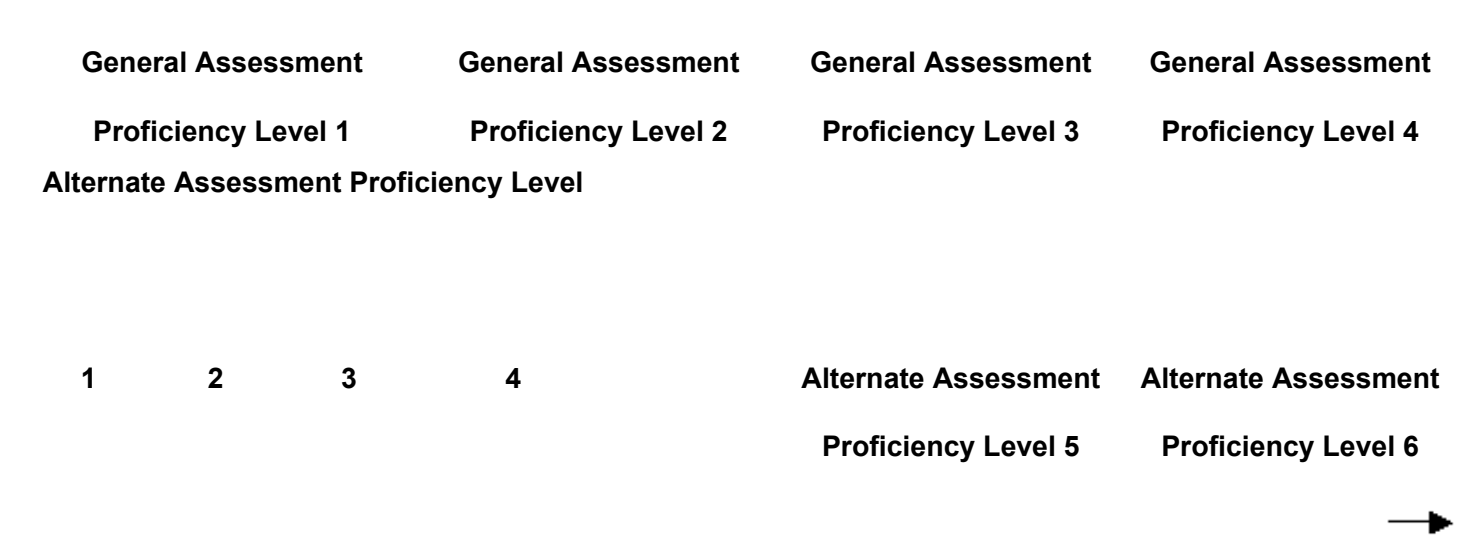 General Assessment General Assessment General Assessment General Assessment
Proficiency Level 1 Proficiency Level 2 Proficiency Level 3 Proficiency Level 4
Alternate Assessment Proficiency Level
1 2 3 4 Alternate Assessment Alternate Assessment
Proficiency Level 5 Proficiency Level 6